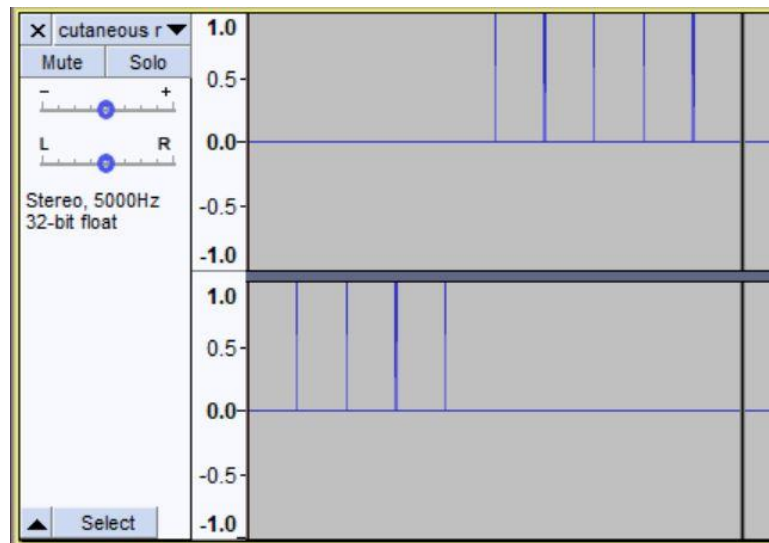 X cutaneous r
Mute Solo
- +
L R
Stereo, 5000Hz
32-bit float
Select
1.0
0.5
0.0
-0.5
-1.0
1.0
0.5
0.0
-0.5
-1.0